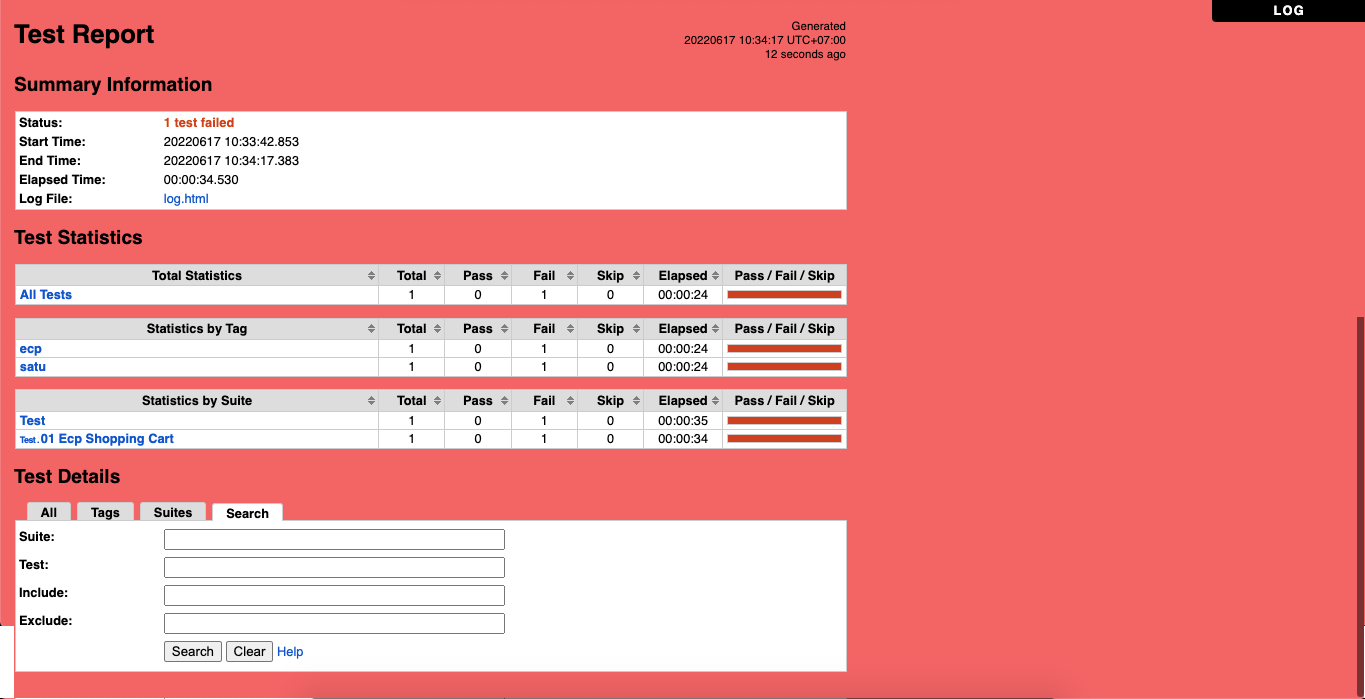 LOG
Test Report
Generated
20220617 10:34:17 UTC+07:00
12 seconds ago
Summary Information
Status: 1 test failed
Start Time: 20220617 10:33:42.853
End Time: 20220617 10:34:17.383
Elapsed Time: 00:00:34.530
Log File: log.html
Test Statistics
Total Statistics Total Pass Fail Skip Elapsed Pass / Fail / Skip
All Tests 1 0 1 0 00:00:24
Statistics by Tag Total Pass Fail Skip Elapsed Pass / Fail / Skip
ecp 1 0 1 0 00:00:24
satu 1 0 1 0 00:00:24
Statistics by Suite Total Pass Fail Skip Elapsed Pass / Fail / Skip
Test 1 0 1 0 00:00:35
Test.01 Ecp Shopping Cart 1 0 1 0 00:00:34
Test Details
All Tags Suites Search
Suite:
Test:
Include:
Exclude:
Search Clear Help